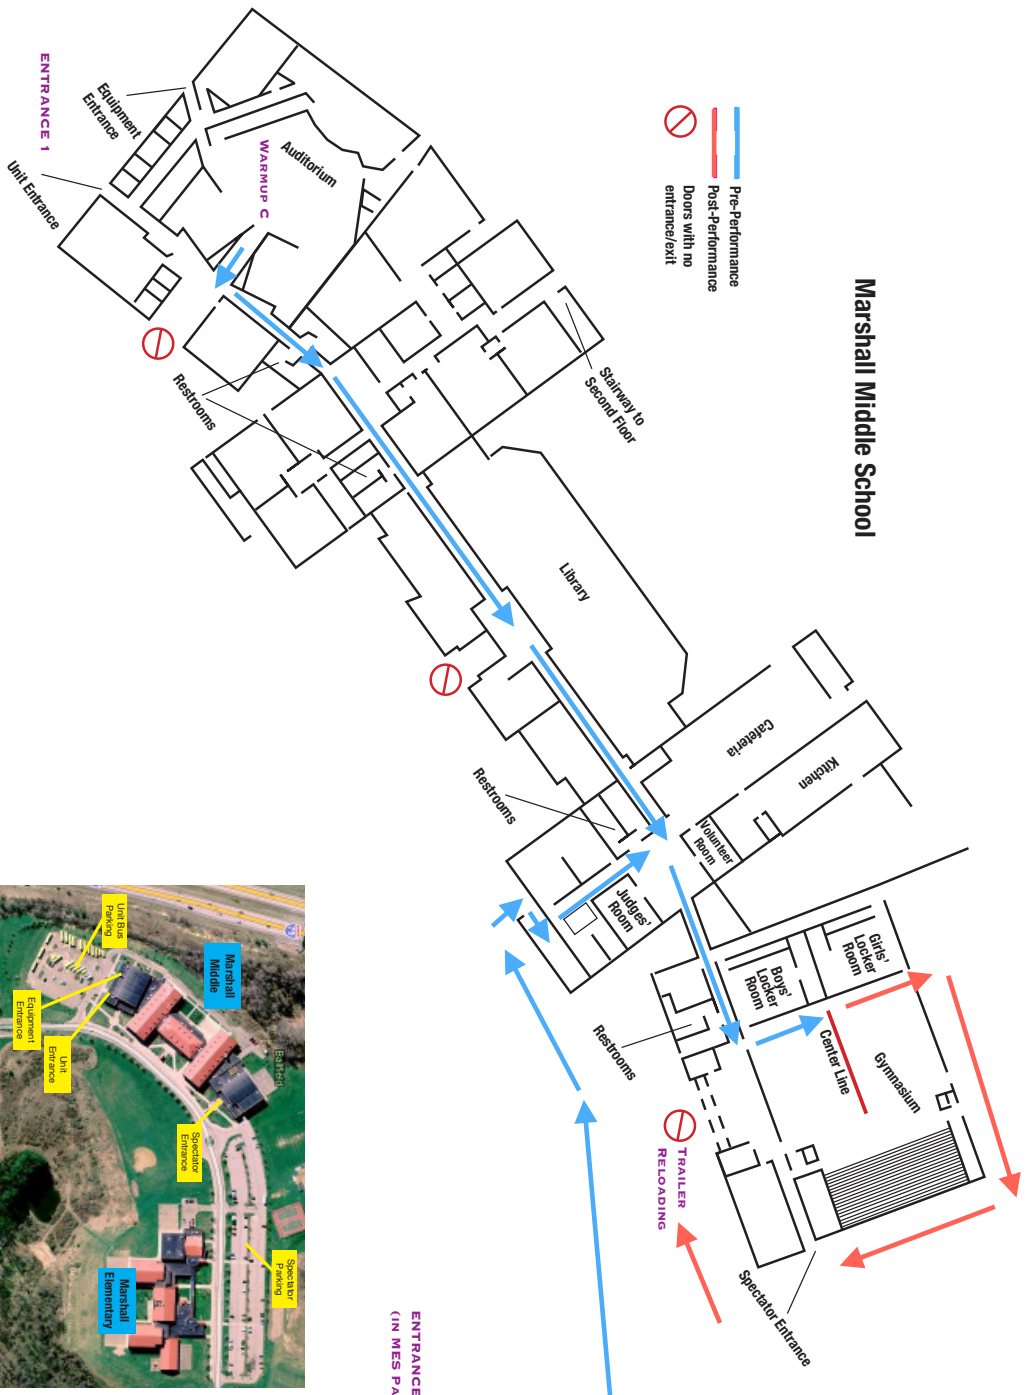 Marshall Middle School
Pre-Performance
Post-Performance
Doors with no
entrance/exit
ENTRANCE 1
Equipment
Entrance
Unit Entrance
WARMUP C
Auditorium
Restrooms
Stairway to
Second Floor
Library
Restrooms
Cafeteria
Kitchen
Volunteer
Room
Judges'
Room
Restrooms
Girls'
Locker
Room
Boys'
Locker
Room
Center Line
Gymnasium
TRAILER
RELOADING
Spectator Entrance
ENTRANCE
(IN MES PA
Unit Bus
Parking
Marshall
Middle
Equipment
Entrance
Unit
Entrance
Spectator
Entrance
Spectator
Parking
Marshall
Elementary